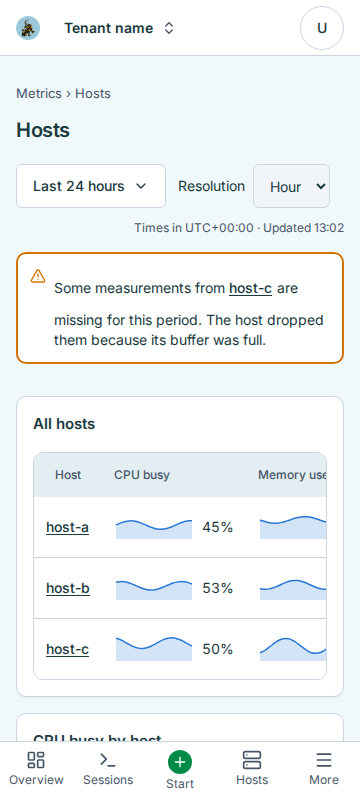 Tenant name
U
Metrics › Hosts
Hosts
Last 24 hours
Resolution
Hour
Times in UTC+00:00 · Updated 13:02
Some measurements from host-c are
missing for this period. The host dropped
them because its buffer was full.
All hosts
Host CPU busy Memory use
host-a 45%
host-b 53%
host-c 50%
CPU busy by host
Overview Sessions Start Hosts More